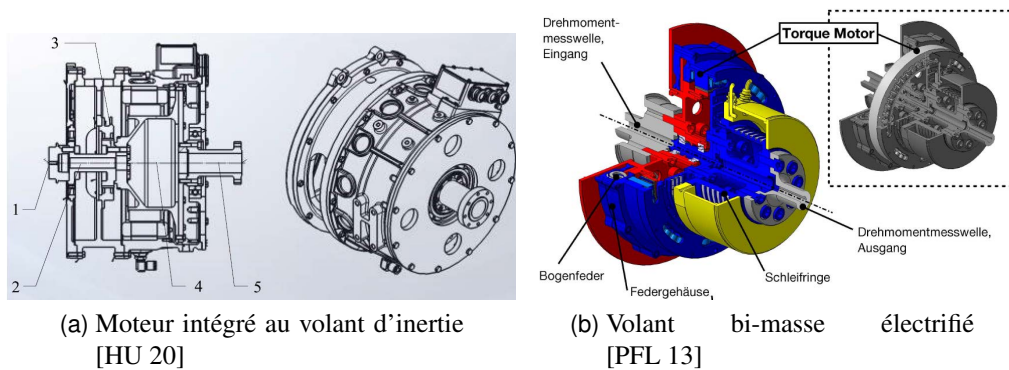 3
1
2
4
5
Drehmoment-
messwelle,
Eingang
Torque Motor
Drehmomentmesswelle,
Ausgang
Bogenfeder
Federgehäuse,
Schleifringe
(a) Moteur intégré au volant d'inertie
[HU 20]
(b) Volant bi-masse électrifié
[PFL 13]